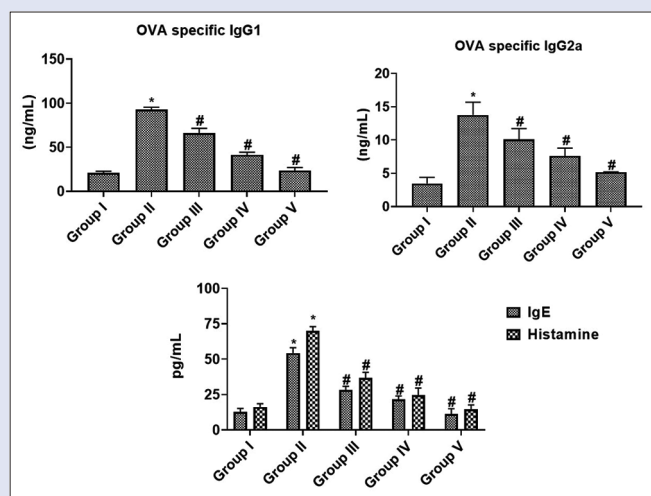 OVA specific IgG1
(ng/mL)
150
100
50
0
*
#
#
#
Group I
Group II
Group III
Group IV
Group V
OVA specific IgG2a
(ng/mL)
20
15
10
5
0
*
#
#
#
Group I
Group II
Group III
Group IV
Group V
pg/mL
100
75
50
25
0
* *
# #
# #
# #
IgE
Histamine
Group I
Group II
Group III
Group IV
Group V